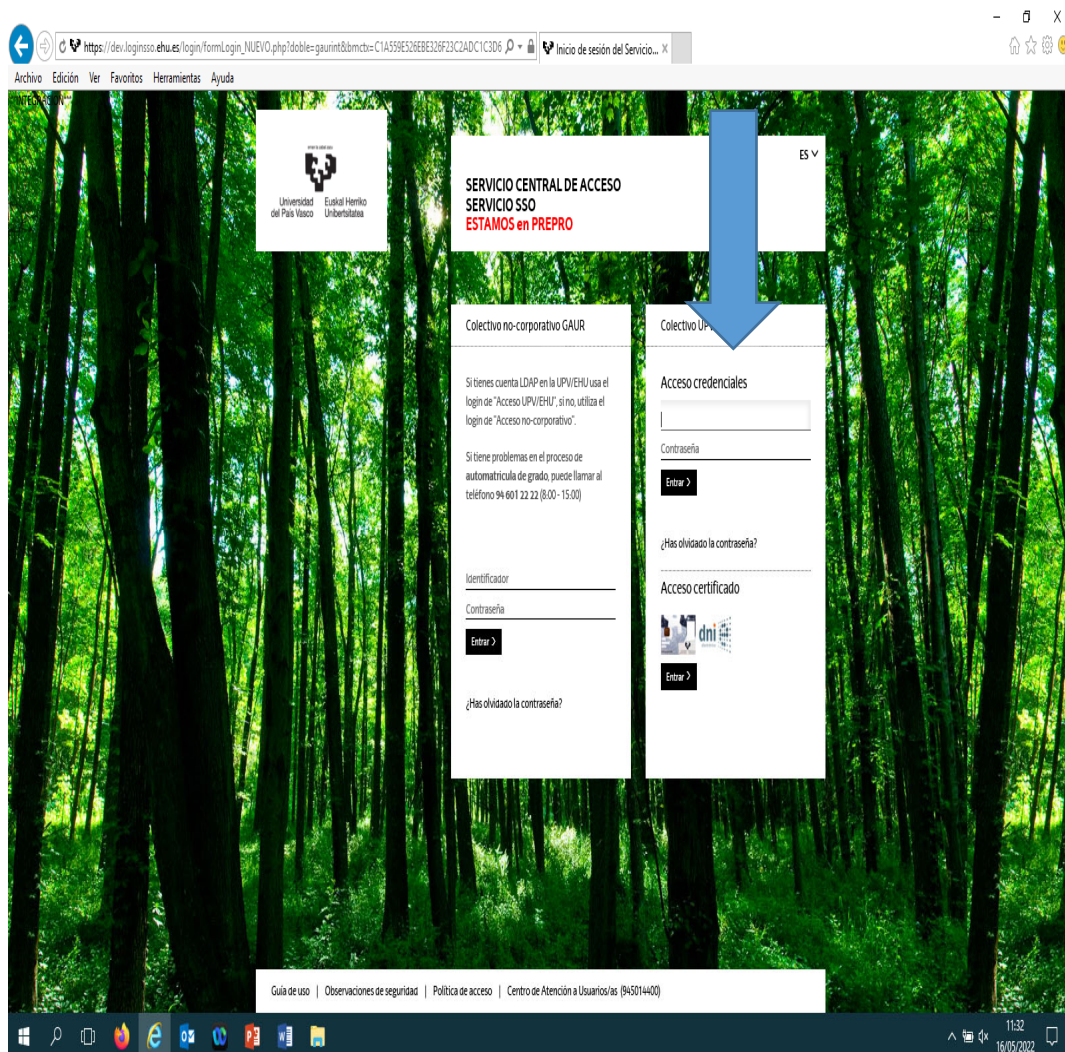 https://dev.loginsso.ehu.es/login/formLogin_NUEVO.php?doble=gaurint&bmctx=C1A559E526EBE326F23C2ADC1C3D6
Inicio de sesión del Servicio...
Archivo Edición Ver Favoritos Herramientas Ayuda
Universidad del País Vasco
Euskal Herriko Unibertsitatea
ES
SERVICIO CENTRAL DE ACCESO
SERVICIO SSO
ESTAMOS en PREPRO
Colectivo no-corporativo GAUR
Si tienes cuenta LDAP en la UPV/EHU usa el
login de "Acceso UPV/EHU", si no, utiliza el
login de "Acceso no-corporativo".
Si tiene problemas en el proceso de
automatricula de grado, puede llamar al
teléfono 94 601 22 22 (8:00 - 15:00)
Identificador
Contraseña
Entrar >
¿Has olvidado la contraseña?
Colectivo
Acceso credenciales
Contraseña
Entrar >
¿Has olvidado la contraseña?
Acceso certificado
dni
Entrar >
Guía de uso | Observaciones de seguridad | Política de acceso | Centro de Atención a Usuarios/as (945014400)
11:32
16/05/2022